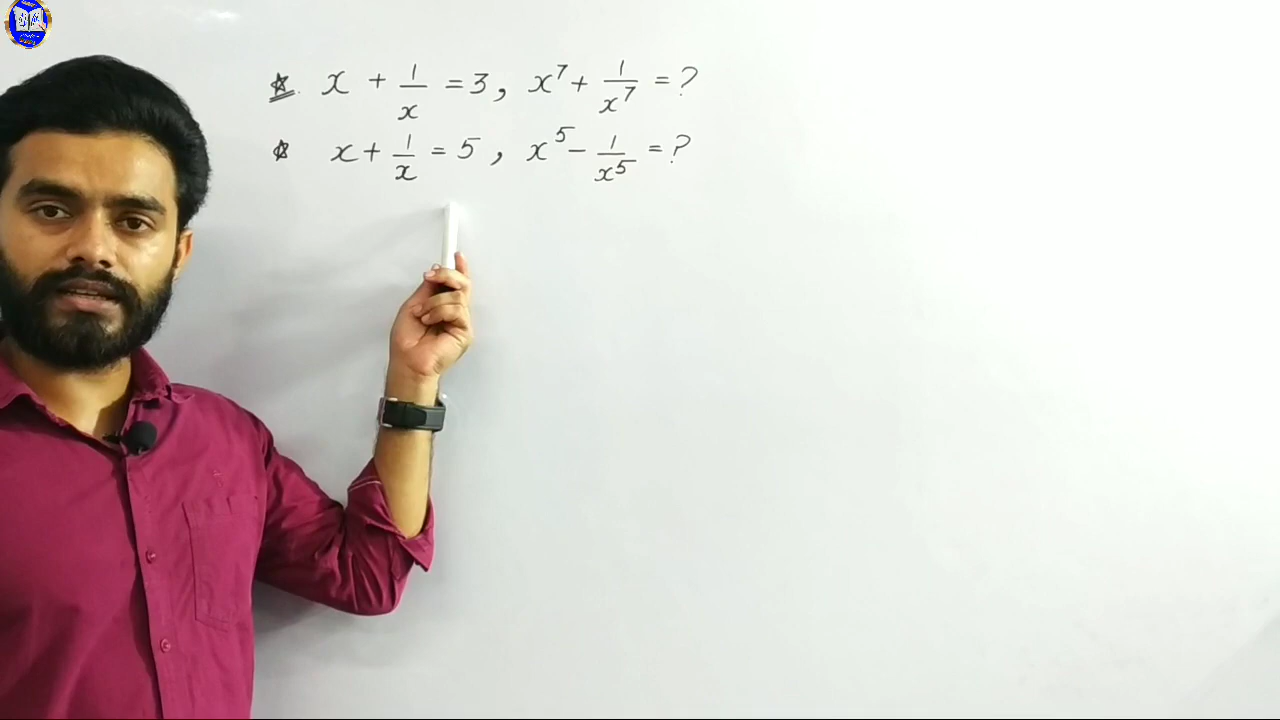 ☆. x + 1/x = 3, x⁷ + 1/x⁷ = ?
☆ x + 1/x = 5, x⁵ - 1/x⁵ = ?